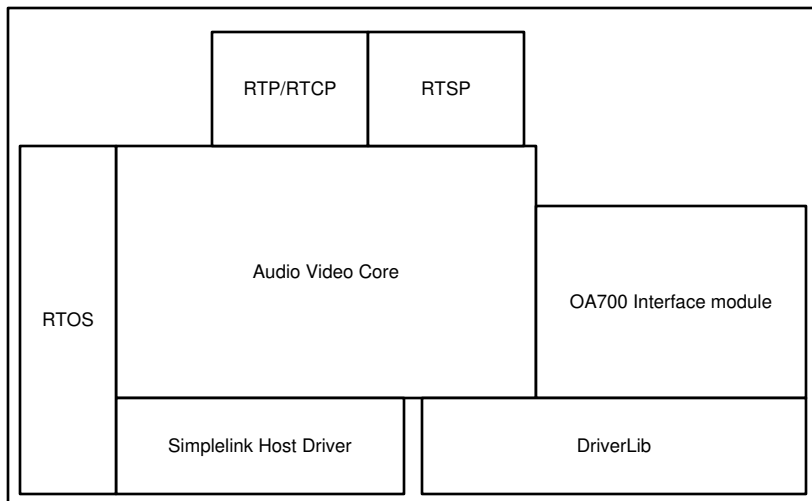 RTP/RTCP
RTSP
Audio Video Core
OA700 Interface module
RTOS
Simplelink Host Driver
DriverLib